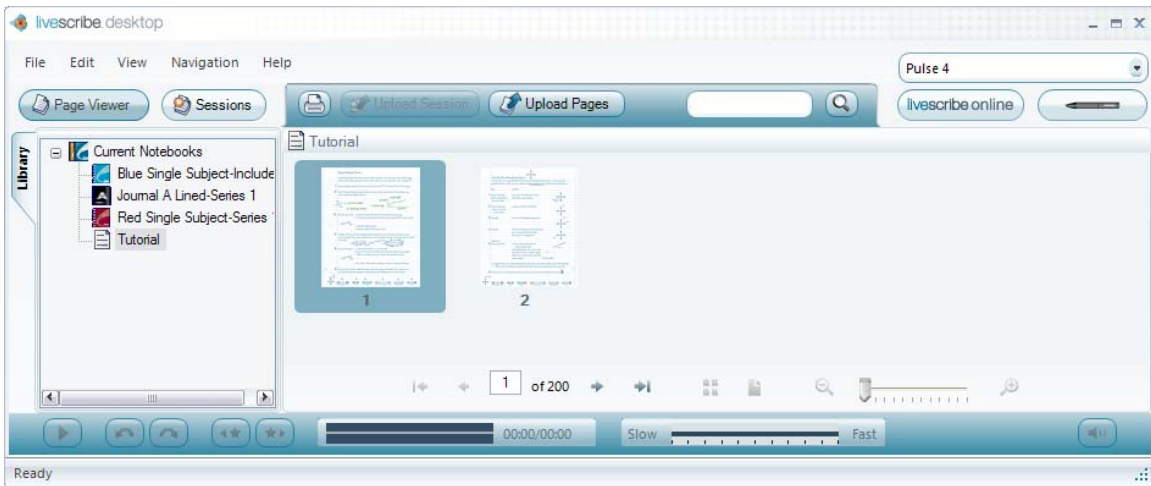 livescribe desktop
File Edit View Navigation Help
Pulse 4
Page Viewer Sessions Upload Session Upload Pages livescribe online
Library
Current Notebooks
Blue Single Subject-Include
Journal A Lined-Series 1
Red Single Subject-Series
Tutorial
Tutorial
1 2
1 of 200
00:00/00:00 Slow Fast
Ready